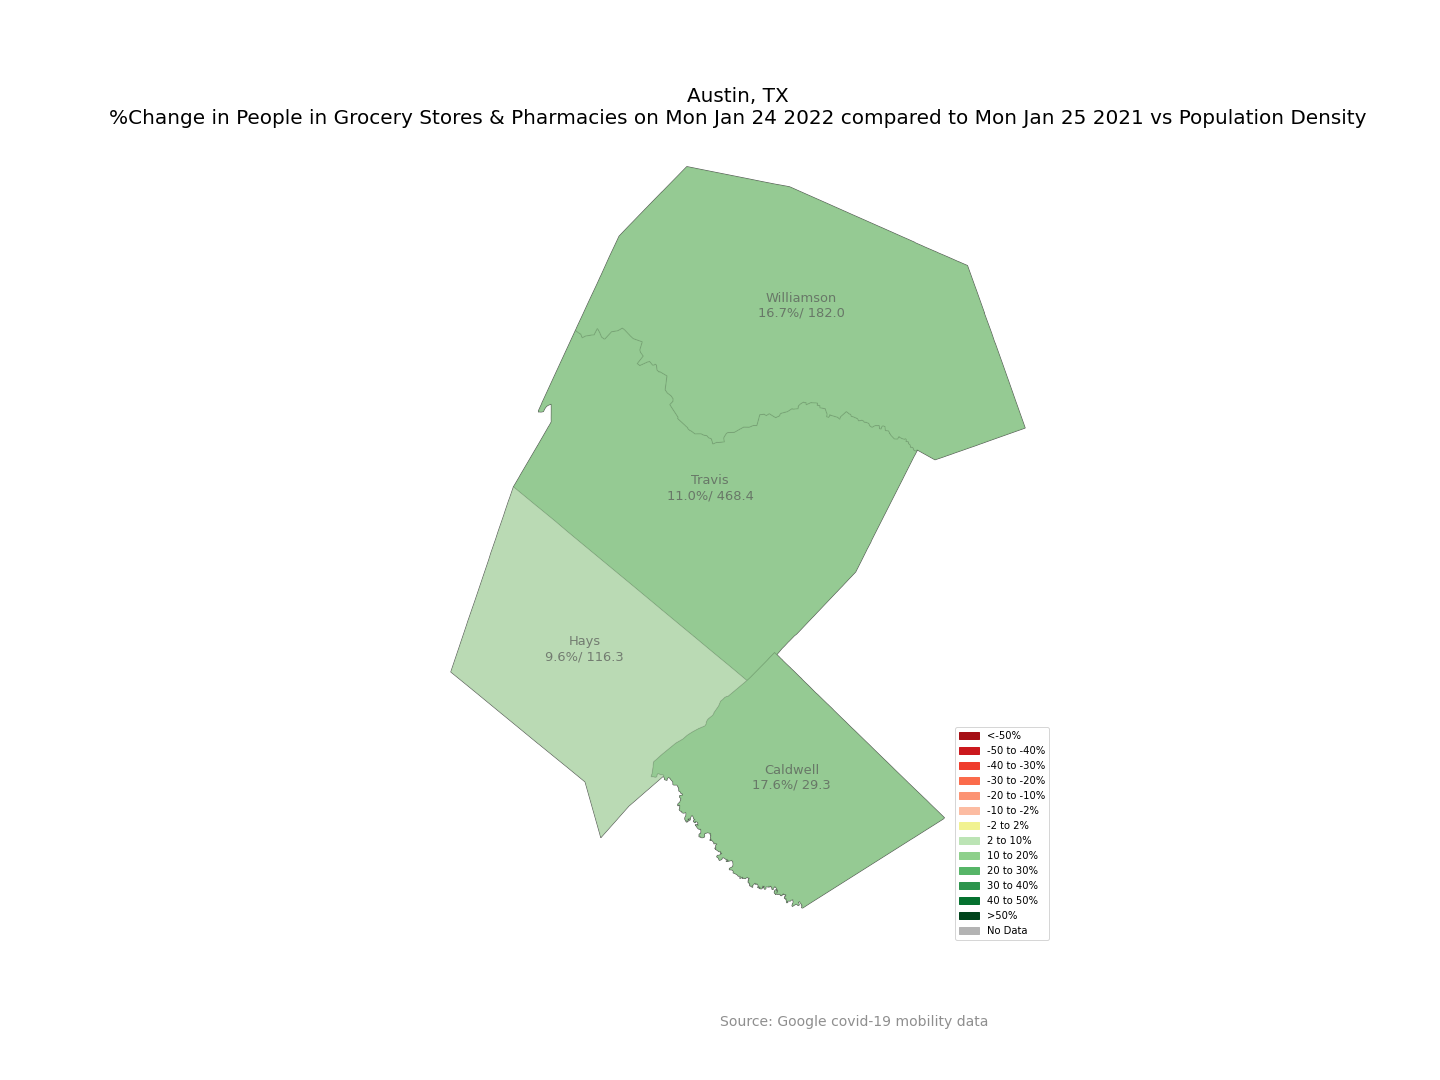 Austin, TX
%Change in People in Grocery Stores & Pharmacies on Mon Jan 24 2022 compared to Mon Jan 25 2021 vs Population Density
Williamson
16.7%/ 182.0
Travis
11.0%/ 468.4
Hays
9.6%/ 116.3
Caldwell
17.6%/ 29.3
<-50%
-50 to -40%
-40 to -30%
-30 to -20%
-20 to -10%
-10 to -2%
-2 to 2%
2 to 10%
10 to 20%
20 to 30%
30 to 40%
40 to 50%
>50%
No Data
Source: Google covid-19 mobility data